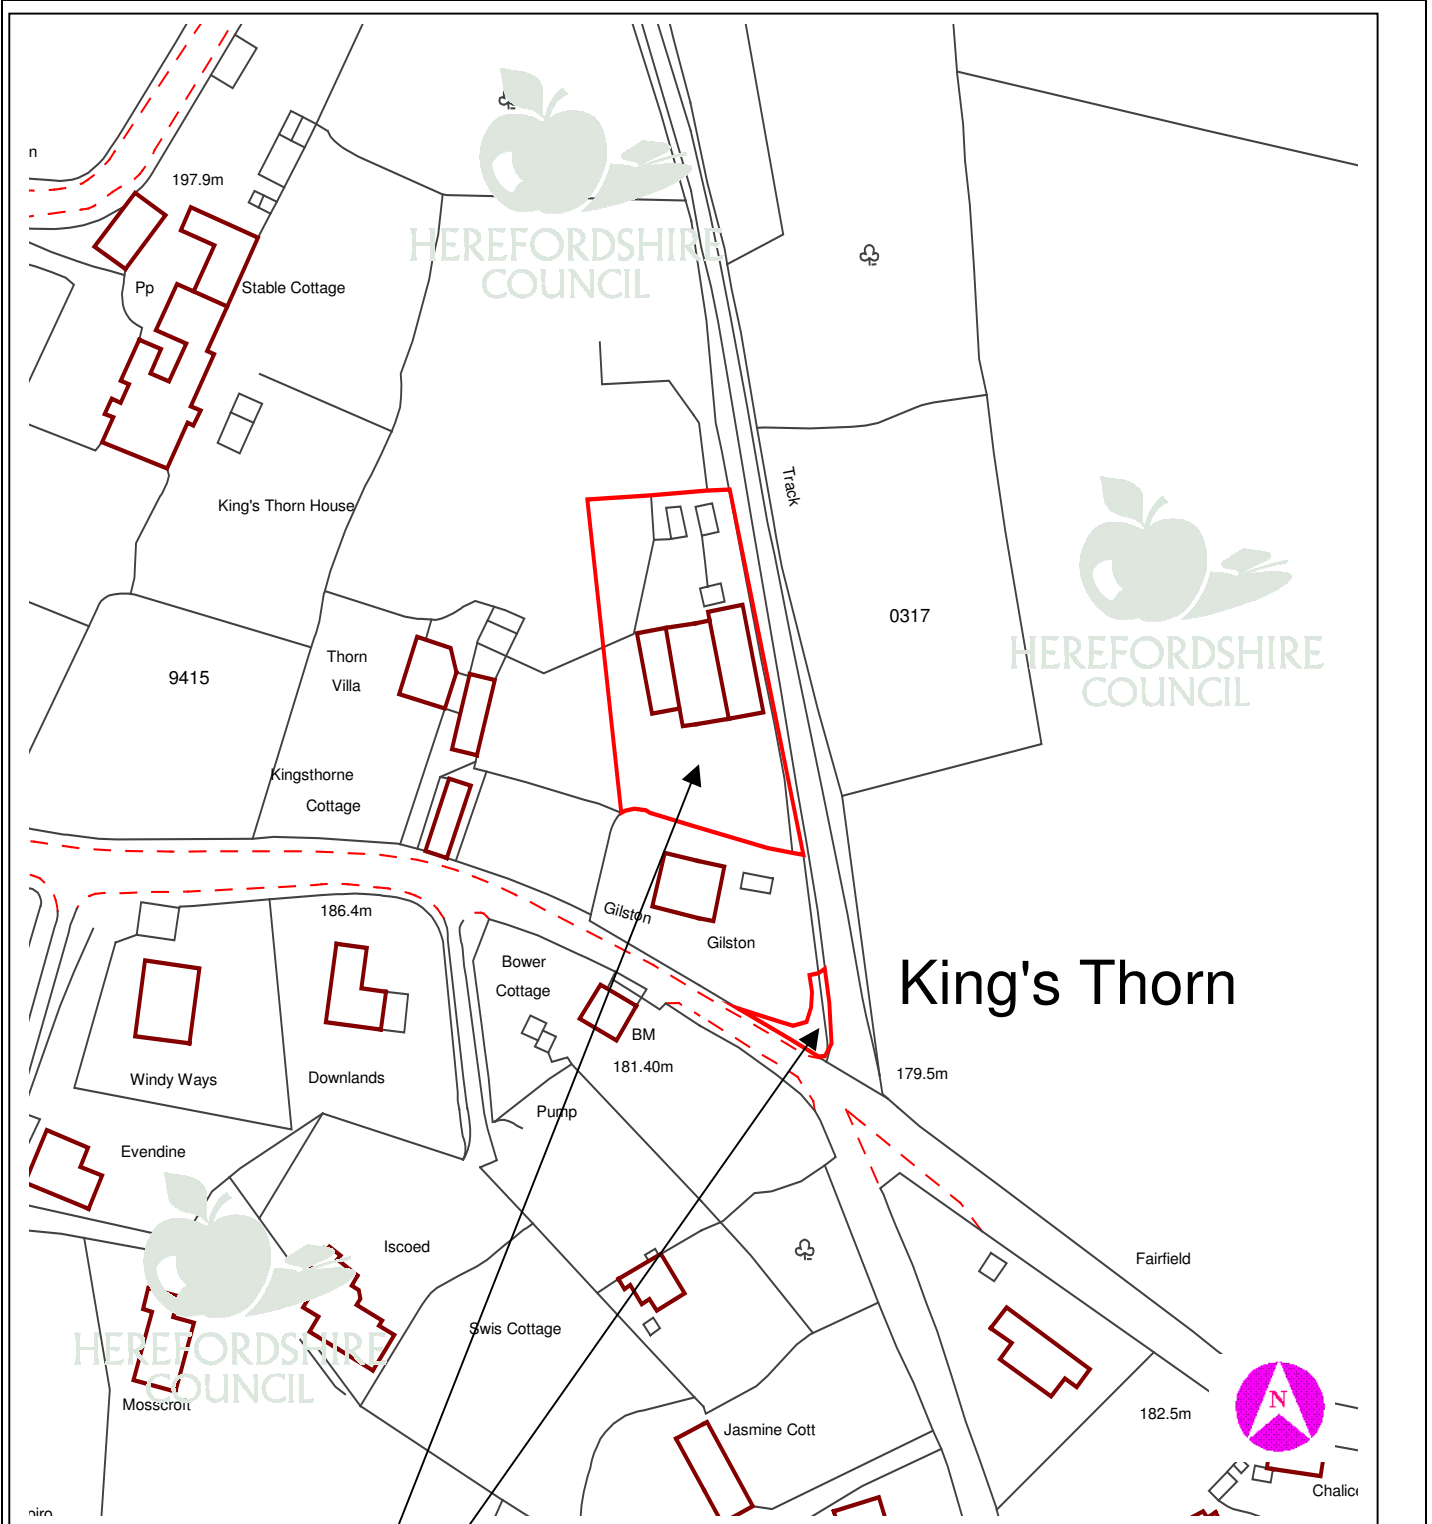 n
197.9m
HEREFORDSHIRE
COUNCIL
Pp
Stable Cottage
Track
King's Thorn House
0317
HEREFORDSHIRE
COUNCIL
Thorn
Villa
9415
Kingsthorne
Cottage
186.4m
Gilston
Gilston
Bower
Cottage
King's Thorn
BM
181.40m
179.5m
Windy Ways
Downlands
Pump
Evendine
Iscoed
Fairfield
Swis Cottage
HEREFORDSHIRE
COUNCIL
Mosscroft
N
182.5m
Jasmine Cott
Chalice